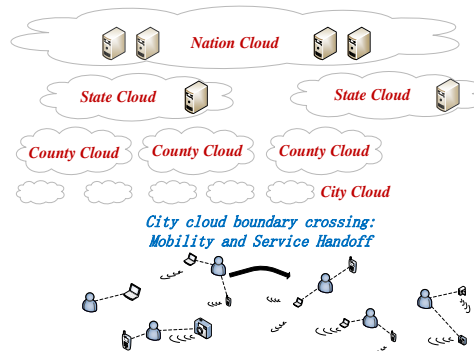 Nation Cloud
State Cloud
State Cloud
County Cloud
County Cloud
County Cloud
City Cloud
City cloud boundary crossing:
Mobility and Service Handoff